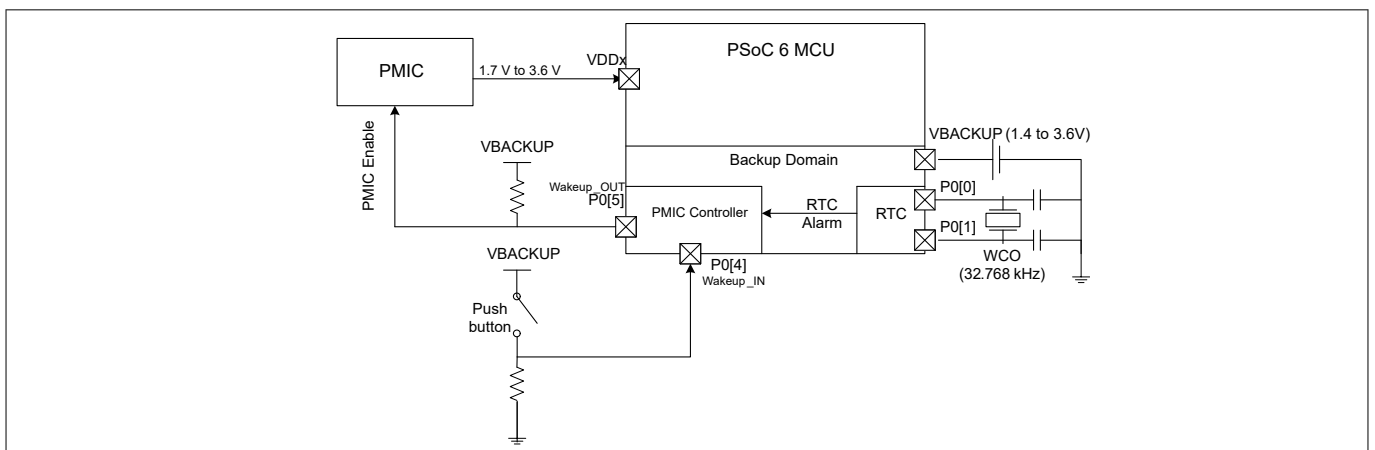 PSoC 6 MCU
PMIC
VDDx
1.7 V to 3.6 V
PMIC Enable
VBACKUP
VBACKUP (1.4 to 3.6V)
Backup Domain
Wakeup_OUT
P0[5]
PMIC Controller
RTC
Alarm
RTC
P0[0]
P0[1]
WCO
(32.768 kHz)
P0[4]
Wakeup_IN
VBACKUP
Push
button